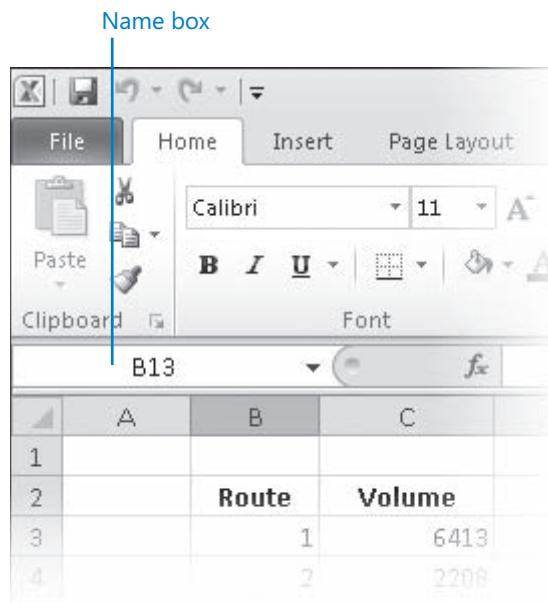 Name box
File Home Insert Page Layout
Calibri 11 A
Paste B I U A
Clipboard Font
B13 fx
A B C
1
2 Route Volume
3 1 6413
4 2 2208